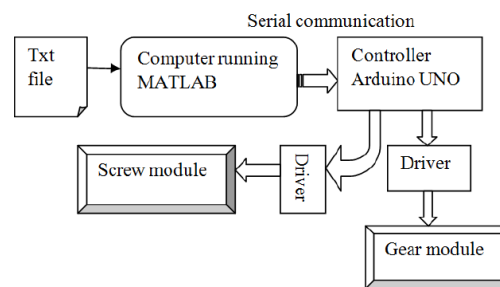 Serial communication
Txt
file
Computer running
MATLAB
Controller
Arduino UNO
Screw module
Driver
Driver
Gear module